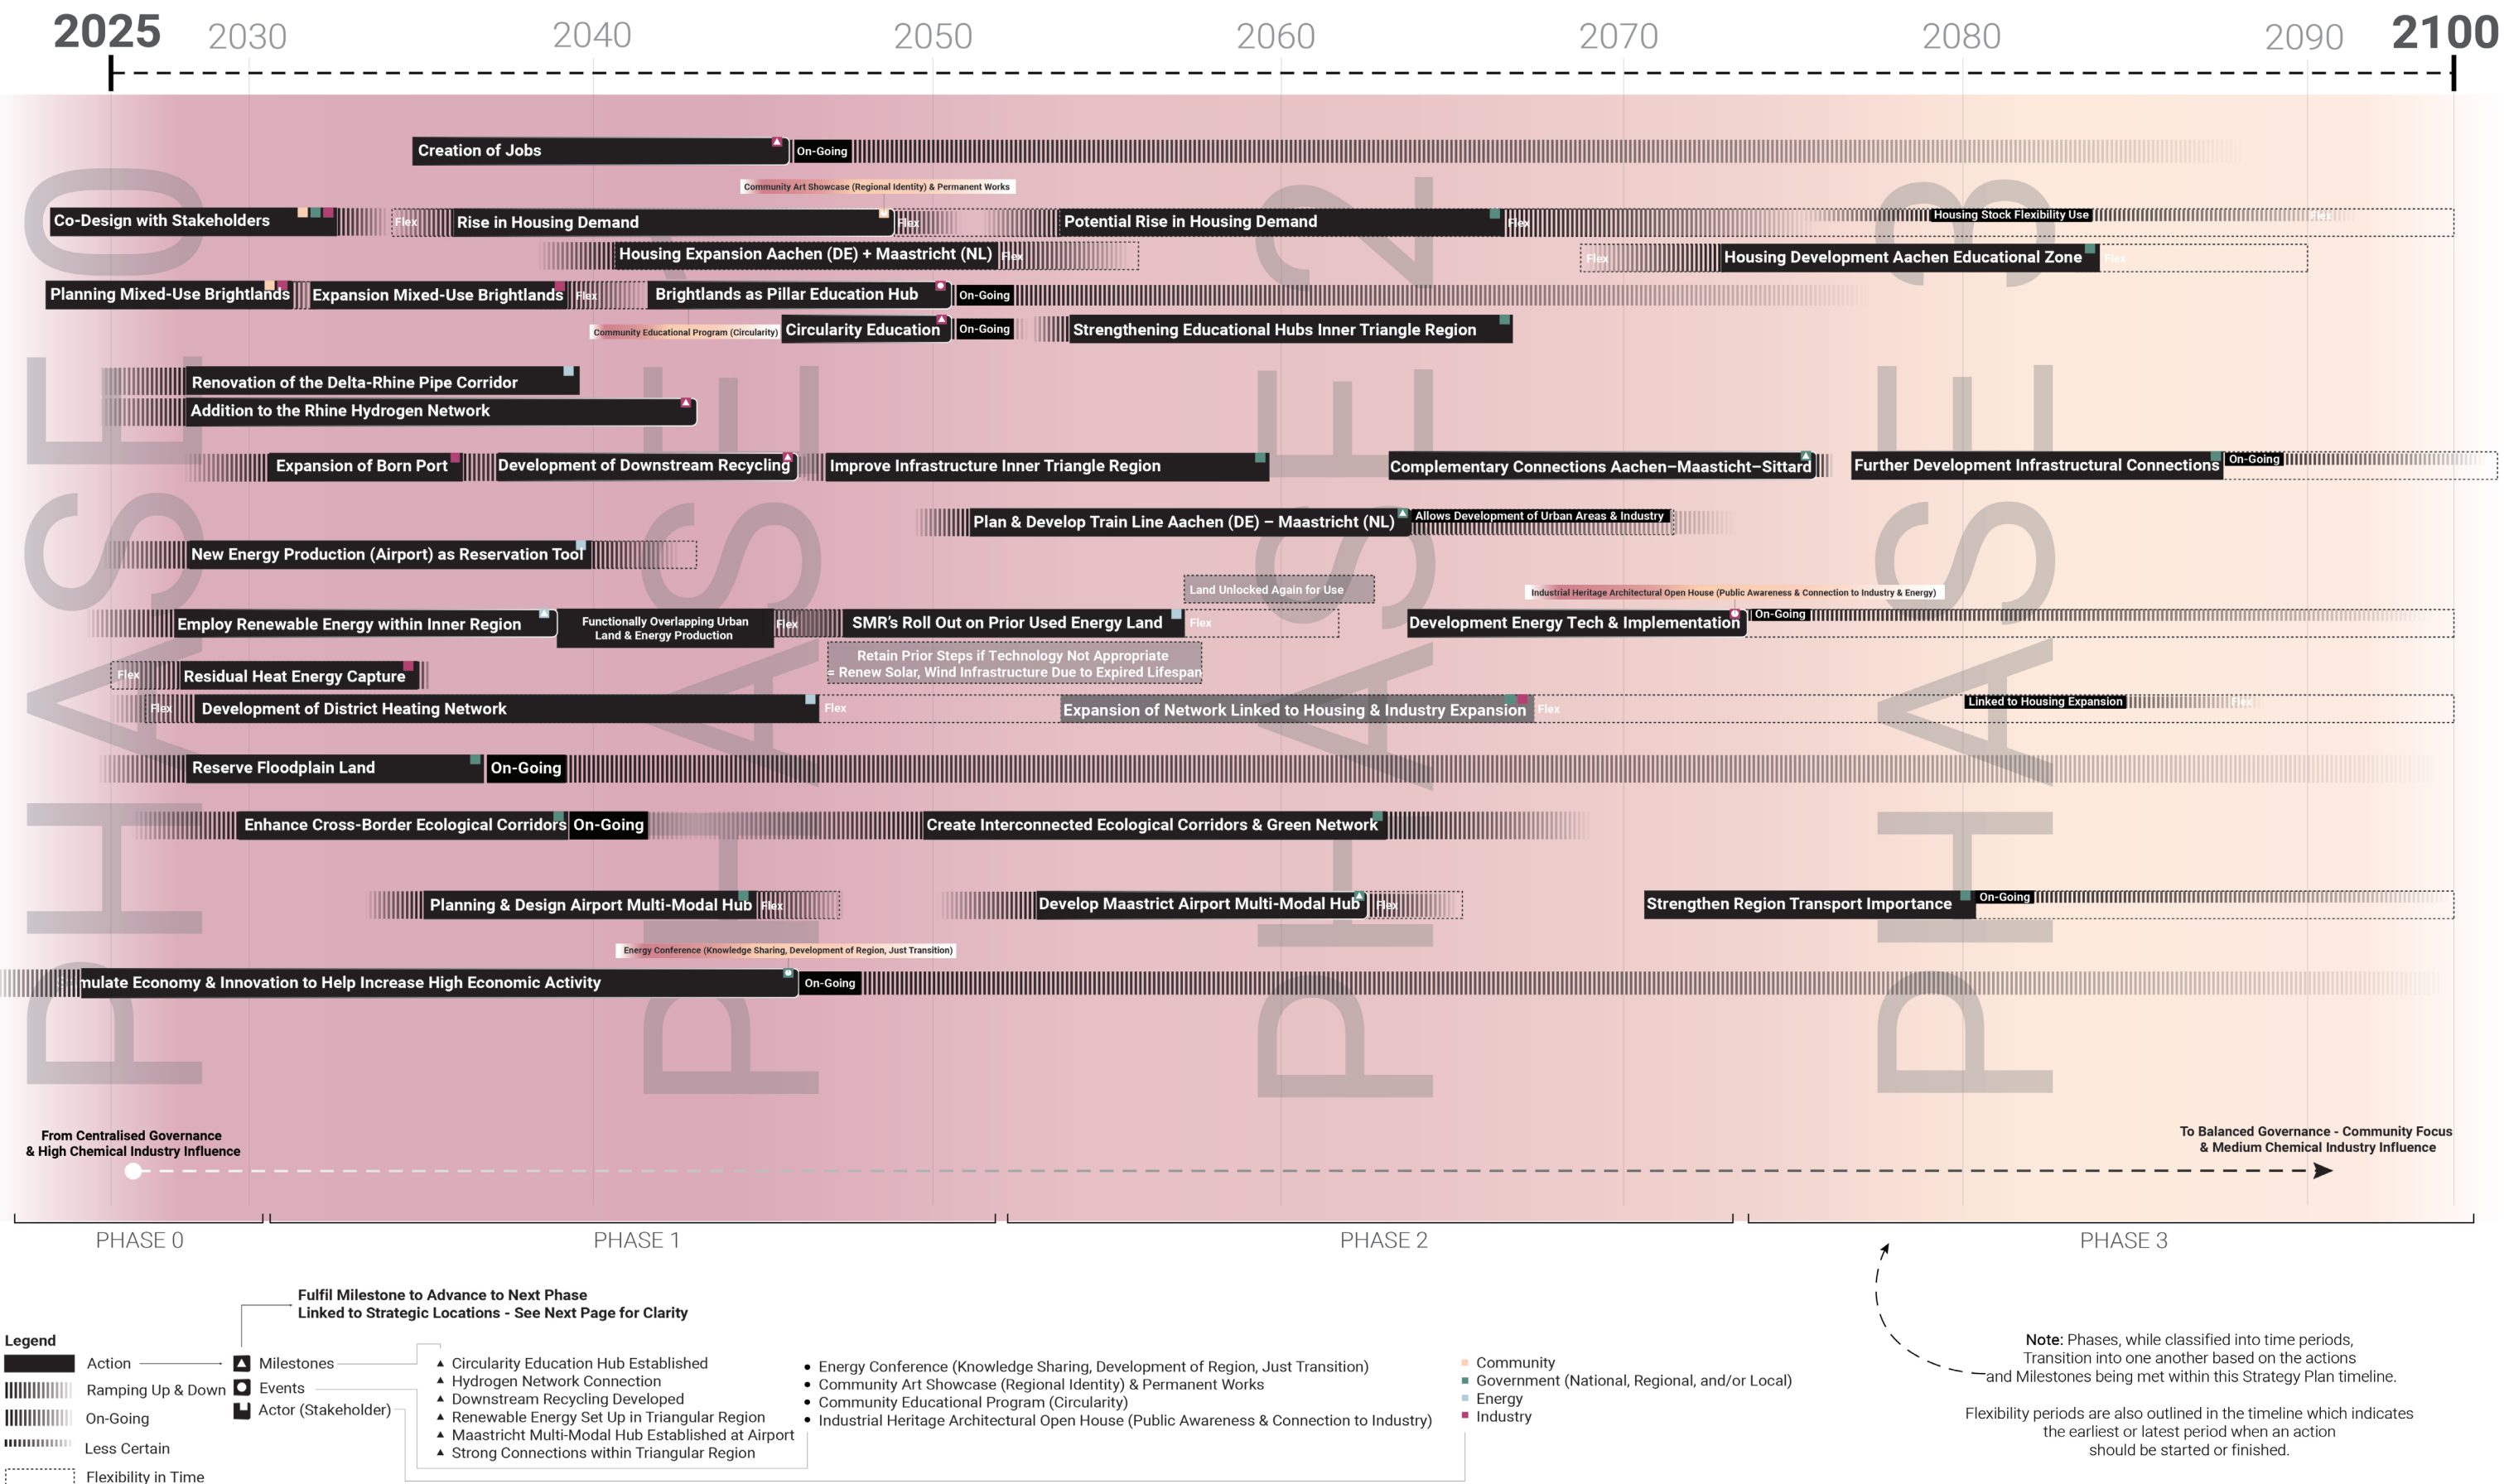 2025 2030 2040 2050 2060 2070 2080 2090 2100
Creation of Jobs On-Going
Community Art Showcase (Regional Identity) & Permanent Works
Co-Design with Stakeholders Flex Rise in Housing Demand Flex Potential Rise in Housing Demand Flex Housing Stock Flexibility Use Flex
Housing Expansion Aachen (DE) + Maastricht (NL) Flex Flex Housing Development Aachen Educational Zone Flex
Planning Mixed-Use Brightlands Expansion Mixed-Use Brightlands Flex Brightlands as Pillar Education Hub On-Going
Community Educational Program (Circularity) Circularity Education On-Going Strengthening Educational Hubs Inner Triangle Region
Renovation of the Delta-Rhine Pipe Corridor
Addition to the Rhine Hydrogen Network
Expansion of Born Port Development of Downstream Recycling Improve Infrastructure Inner Triangle Region Complementary Connections Aachen–Maasticht–Sittard Further Development Infrastructural Connections On-Going
Plan & Develop Train Line Aachen (DE) – Maastricht (NL) Allows Development of Urban Areas & Industry
New Energy Production (Airport) as Reservation Tool
Land Unlocked Again for Use Industrial Heritage Architectural Open House (Public Awareness & Connection to Industry & Energy)
Employ Renewable Energy within Inner Region Functionally Overlapping Urban
Land & Energy Production Flex SMR's Roll Out on Prior Used Energy Land Flex Development Energy Tech & Implementation On-Going
Retain Prior Steps if Technology Not Appropriate
= Renew Solar, Wind Infrastructure Due to Expired Lifespan
Flex Residual Heat Energy Capture
Flex Development of District Heating Network Flex Expansion of Network Linked to Housing & Industry Expansion Flex Linked to Housing Expansion Flex
Reserve Floodplain Land On-Going
Enhance Cross-Border Ecological Corridors On-Going Create Interconnected Ecological Corridors & Green Network
Planning & Design Airport Multi-Modal Hub Flex Develop Maastrict Airport Multi-Modal Hub Flex Strengthen Region Transport Importance On-Going
Energy Conference (Knowledge Sharing, Development of Region, Just Transition)
mulate Economy & Innovation to Help Increase High Economic Activity On-Going
PHASE 0
PHASE
PHASE 2
PHASE 3
From Centralised Governance
& High Chemical Industry Influence
To Balanced Governance - Community Focus
& Medium Chemical Industry Influence
PHASE 0 PHASE 1 PHASE 2 PHASE 3
Fulfil Milestone to Advance to Next Phase
Linked to Strategic Locations - See Next Page for Clarity
Legend
Action
Ramping Up & Down
On-Going
Less Certain
Flexibility in Time
Milestones
Events
Actor (Stakeholder)
Circularity Education Hub Established
Hydrogen Network Connection
Downstream Recycling Developed
Renewable Energy Set Up in Triangular Region
Maastricht Multi-Modal Hub Established at Airport
Strong Connections within Triangular Region
Energy Conference (Knowledge Sharing, Development of Region, Just Transition)
Community Art Showcase (Regional Identity) & Permanent Works
Community Educational Program (Circularity)
Industrial Heritage Architectural Open House (Public Awareness & Connection to Industry)
Community
Government (National, Regional, and/or Local)
Energy
Industry
Note: Phases, while classified into time periods,
Transition into one another based on the actions
and Milestones being met within this Strategy Plan timeline.
Flexibility periods are also outlined in the timeline which indicates
the earliest or latest period when an action
should be started or finished.